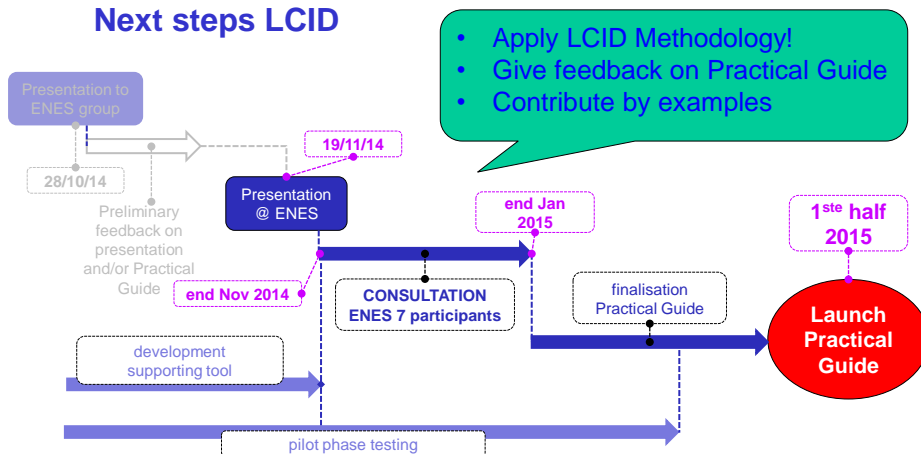 Next steps LCID
• Apply LCID Methodology!
• Give feedback on Practical Guide
• Contribute by examples
Presentation to
ENES group
28/10/14
Preliminary
feedback on
presentation
and/or Practical
Guide
19/11/14
Presentation
@ ENES
end Nov 2014
CONSULTATION
ENES 7 participants
end Jan
2015
finalisation
Practical Guide
1ste half
2015
Launch
Practical
Guide
development
supporting tool
pilot phase testing